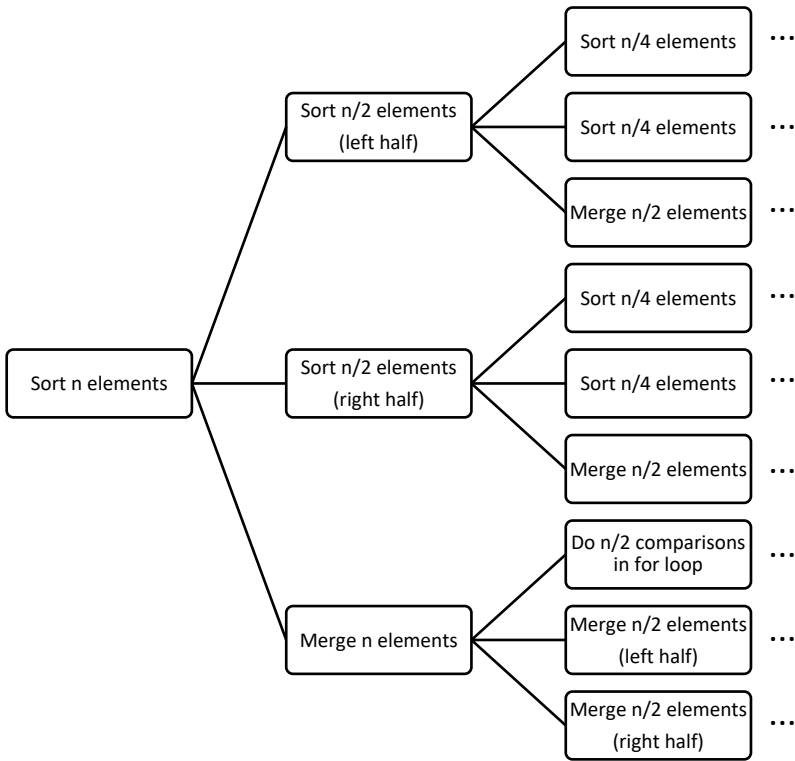 Sort n elements
Sort n/2 elements
(left half)
Sort n/2 elements
(right half)
Merge n elements
Sort n/4 elements
...
Sort n/4 elements
...
Merge n/2 elements
...
Sort n/4 elements
...
Sort n/4 elements
...
Merge n/2 elements
...
Do n/2 comparisons
in for loop
...
Merge n/2 elements
(left half)
...
Merge n/2 elements
(right half)
...